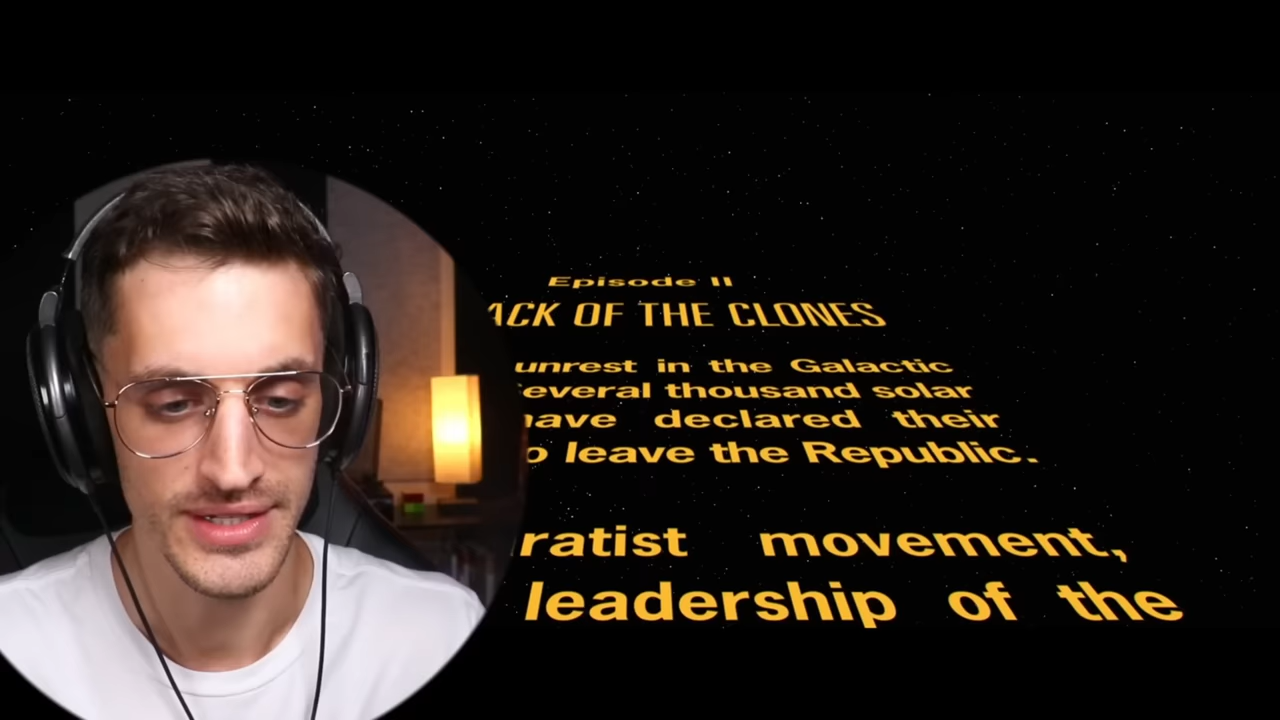 Episode II
ACK OF THE CLONES
unrest in the Galactic
everal thousand solar
have declared their
o leave the Republic.
ratist movement,
leadership of the